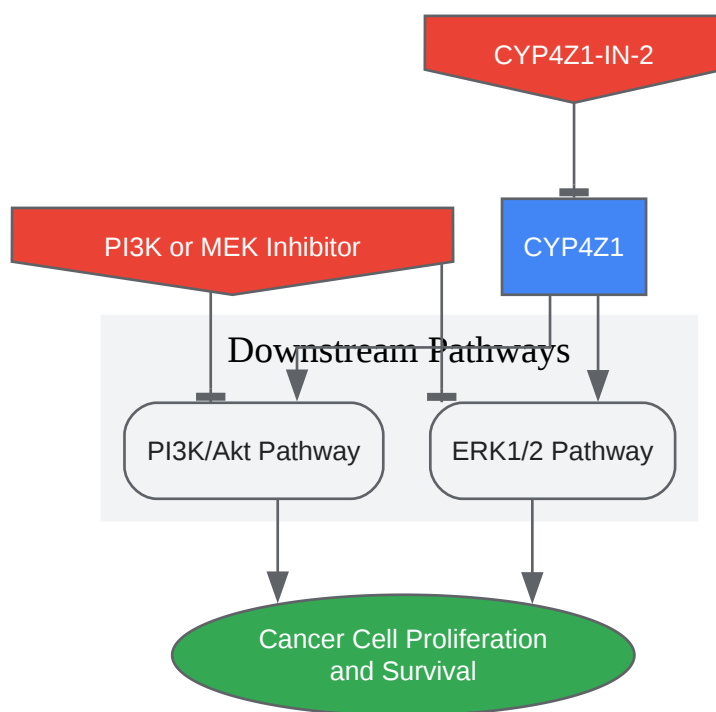 CYP4Z1-IN-2
PI3K or MEK Inhibitor
CYP4Z1
Downstream Pathways
PI3K/Akt Pathway
ERK1/2 Pathway
Cancer Cell Proliferation
and Survival